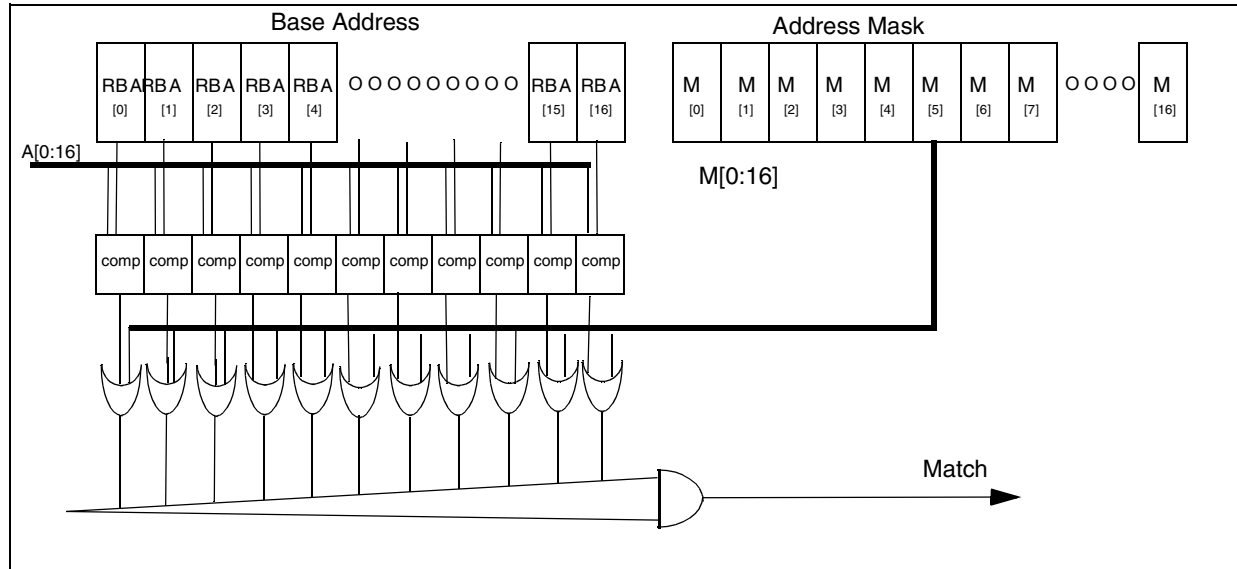 Base Address
Address Mask
RBA RBA RBA RBA RBA O O O O O O O O O RBA RBA
[0] [1] [2] [3] [4] [15] [16]
M M M M M M M M O O O O M
[0] [1] [2] [3] [4] [5] [6] [7] [16]
A[0:16]
M[0:16]
comp comp comp comp comp comp comp comp comp comp comp
Match